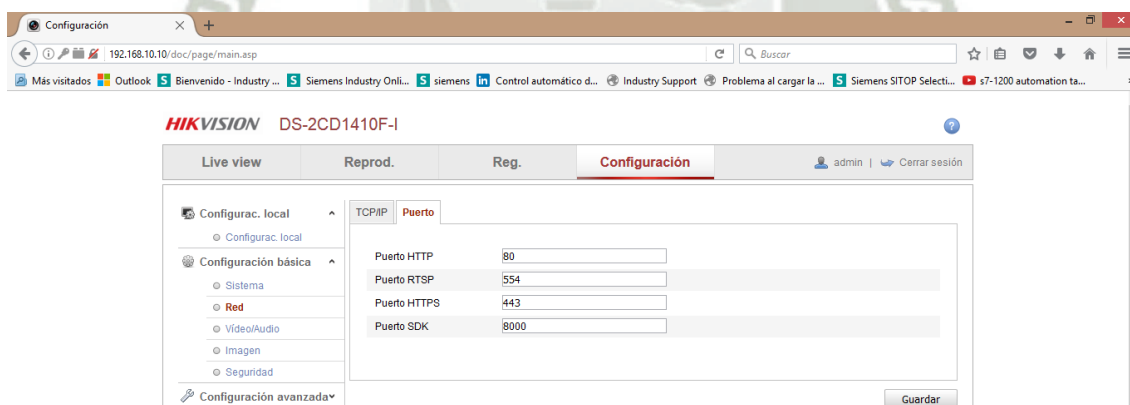 Configuración
192.168.10.10/doc/page/main.asp
Buscar
Más visitados Outlook Bienvenido - Industry ... Siemens Industry Onli... siemens Control automático d... Industry Support Problema al cargar la ... Siemens SITOP Selecti... s7-1200 automation ta...
HIKVISION DS-2CD1410F-I
Live view Reprod. Reg. Configuración admin | Cerrar sesión
Configurac. local
Configurac. local
Configuración básica
Sistema
Red
Vídeo/Audio
Imagen
Seguridad
Configuración avanzada
TCP/IP Puerto
Puerto HTTP 80
Puerto RTSP 554
Puerto HTTPS 443
Puerto SDK 8000
Guardar